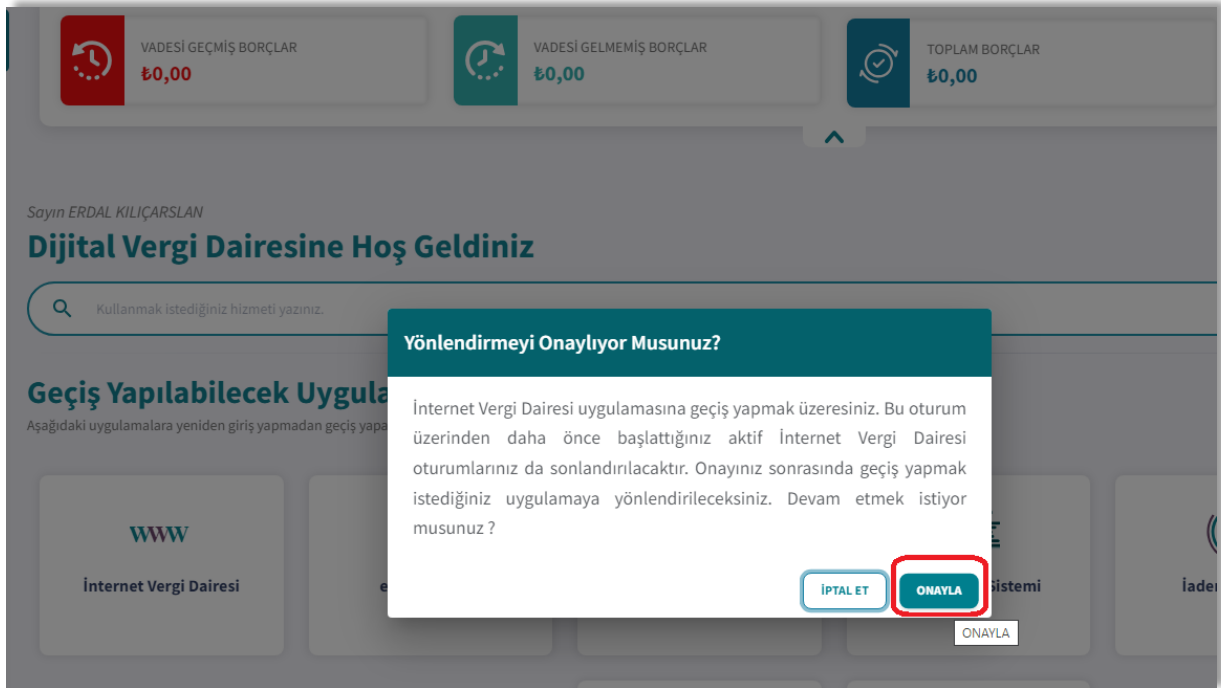 VADESİ GEÇMİŞ BORÇLAR
₺0,00
VADESİ GELMEMİŞ BORÇLAR
₺0,00
TOPLAM BORÇLAR
₺0,00
Sayın ERDAL KILIÇARSLAN
Dijital Vergi Dairesine Hoş Geldiniz
Kullanmak istediğiniz hizmeti yazınız.
Yönlendirmeyi Onaylıyor Musunuz?
Geçiş Yapılabilecek Uygula
Aşağıdaki uygulamalara yeniden giriş yapmadan geçiş yapa
İnternet Vergi Dairesi uygulamasına geçiş yapmak üzeresiniz. Bu oturum
üzerinden daha önce başlattığınız aktif İnternet Vergi Dairesi
oturumlarınız da sonlandırılacaktır. Onayınız sonrasında geçiş yapmak
istediğiniz uygulamaya yönlendirileceksiniz. Devam etmek istiyor
musunuz ?
İPTAL ET
ONAYLA
ONAYLA
www
İnternet Vergi Dairesi
e
Sistemi
İade